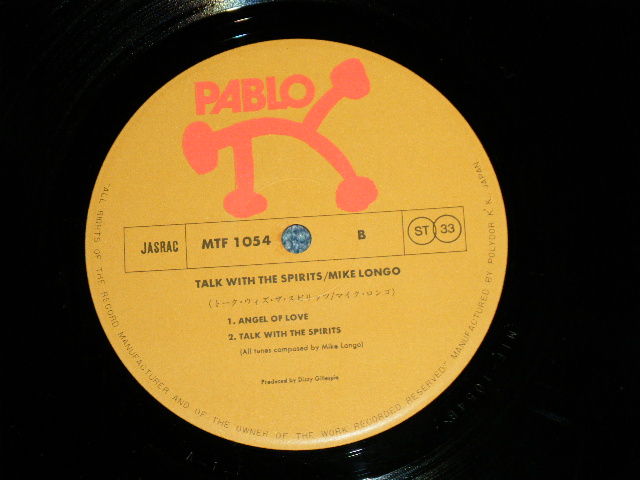 PABLO
JASRAC MTF 1054 B ST 33
TALK WITH THE SPIRITS/MIKE LONGO
(トーク・ウィズ・ザ・スピリッツ/マイク・ロンゴ)
1. ANGEL OF LOVE
2. TALK WITH THE SPIRITS
(All tunes composed by Mike Longo)
Produced by Dizzy Gillespie
"ALL RIGHTS OF THE RECORD MANUFACTURER AND OF THE OWNER OF THE WORK RECORDED RESERVED" MANUFACTURED BY POLYDOR K.K. JAPAN